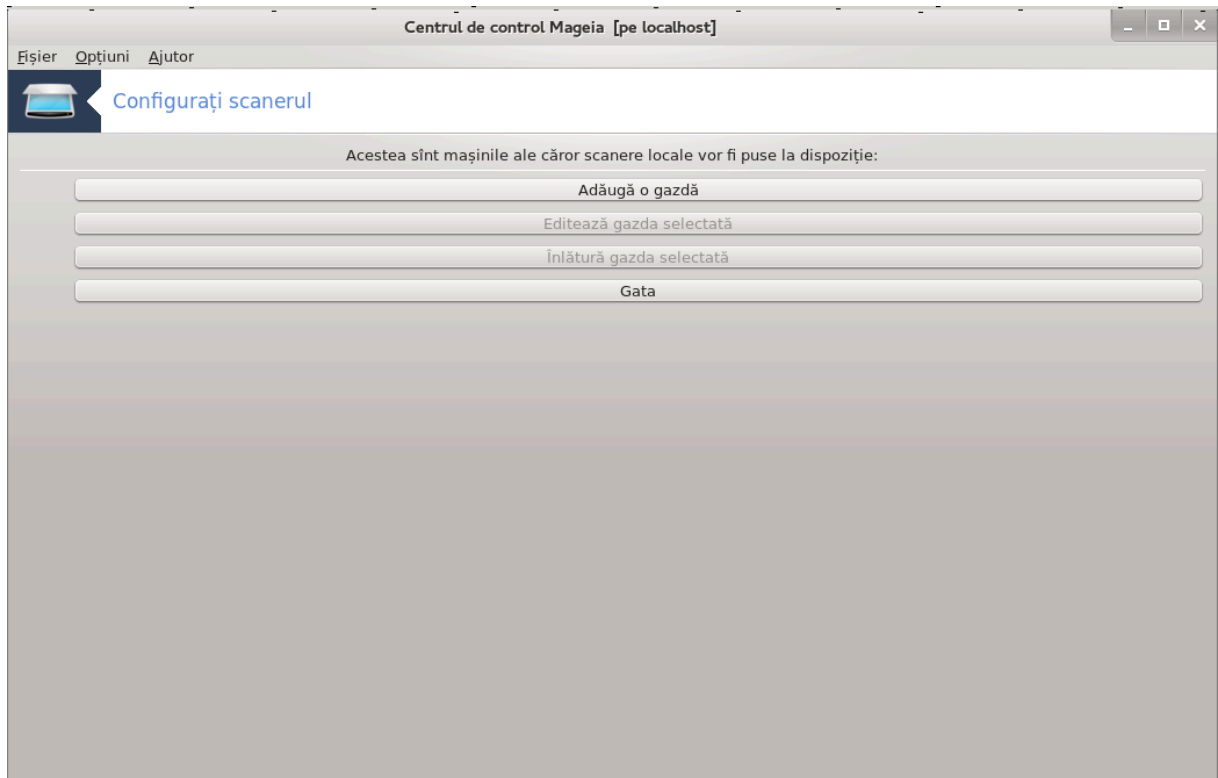 Centrul de control Mageia [pe localhost]
Fișier Opțiuni Ajutor
Configurați scanerul
Acestea sînt mașinile ale căror scanere locale vor fi puse la dispoziție:
Adăugă o gazdă
Editează gazda selectată
Înlătură gazda selectată
Gata